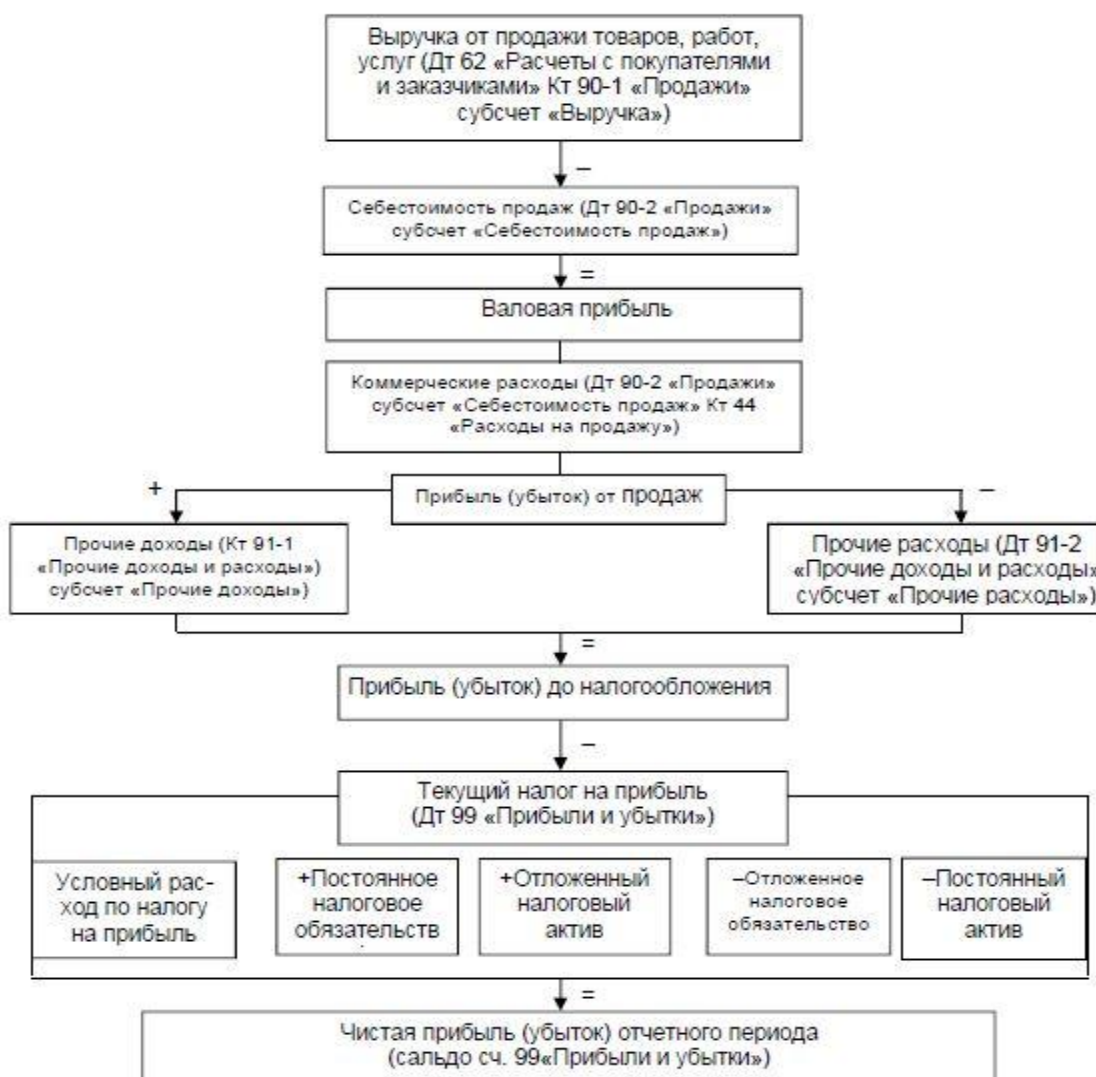 Выручка от продажи товаров, работ,
услуг (Дт 62 «Расчеты с покупателями
и заказчиками» Кт 90-1 «Продажи»
субсчет «Выручка»)
–
Себестоимость продаж (Дт 90-2 «Продажи»
субсчет «Себестоимость продаж»)
=
Валовая прибыль
Коммерческие расходы (Дт 90-2 «Продажи»
субсчет «Себестоимость продаж» Кт 44
«Расходы на продажу»)
+
Прибыль (убыток) от продаж
–
Прочие доходы (Кт 91-1
«Прочие доходы и расходы»)
субсчет «Прочие доходы»)
Прочие расходы (Дт 91-2
«Прочие доходы и расходы»
субсчет «Прочие расходы»)
=
Прибыль (убыток) до налогообложения
–
Текущий налог на прибыль
(Дт 99 «Прибыли и убытки»)
Условный рас-
ход по налогу
на прибыль
+Постоянное
налоговое
обязательств
+Отложенный
налоговый
актив
–Отложенное
налоговое
обязательство
–Постоянный
налоговый
актив
=
Чистая прибыль (убыток) отчетного периода
(сальдо сч. 99«Прибыли и убытки»)